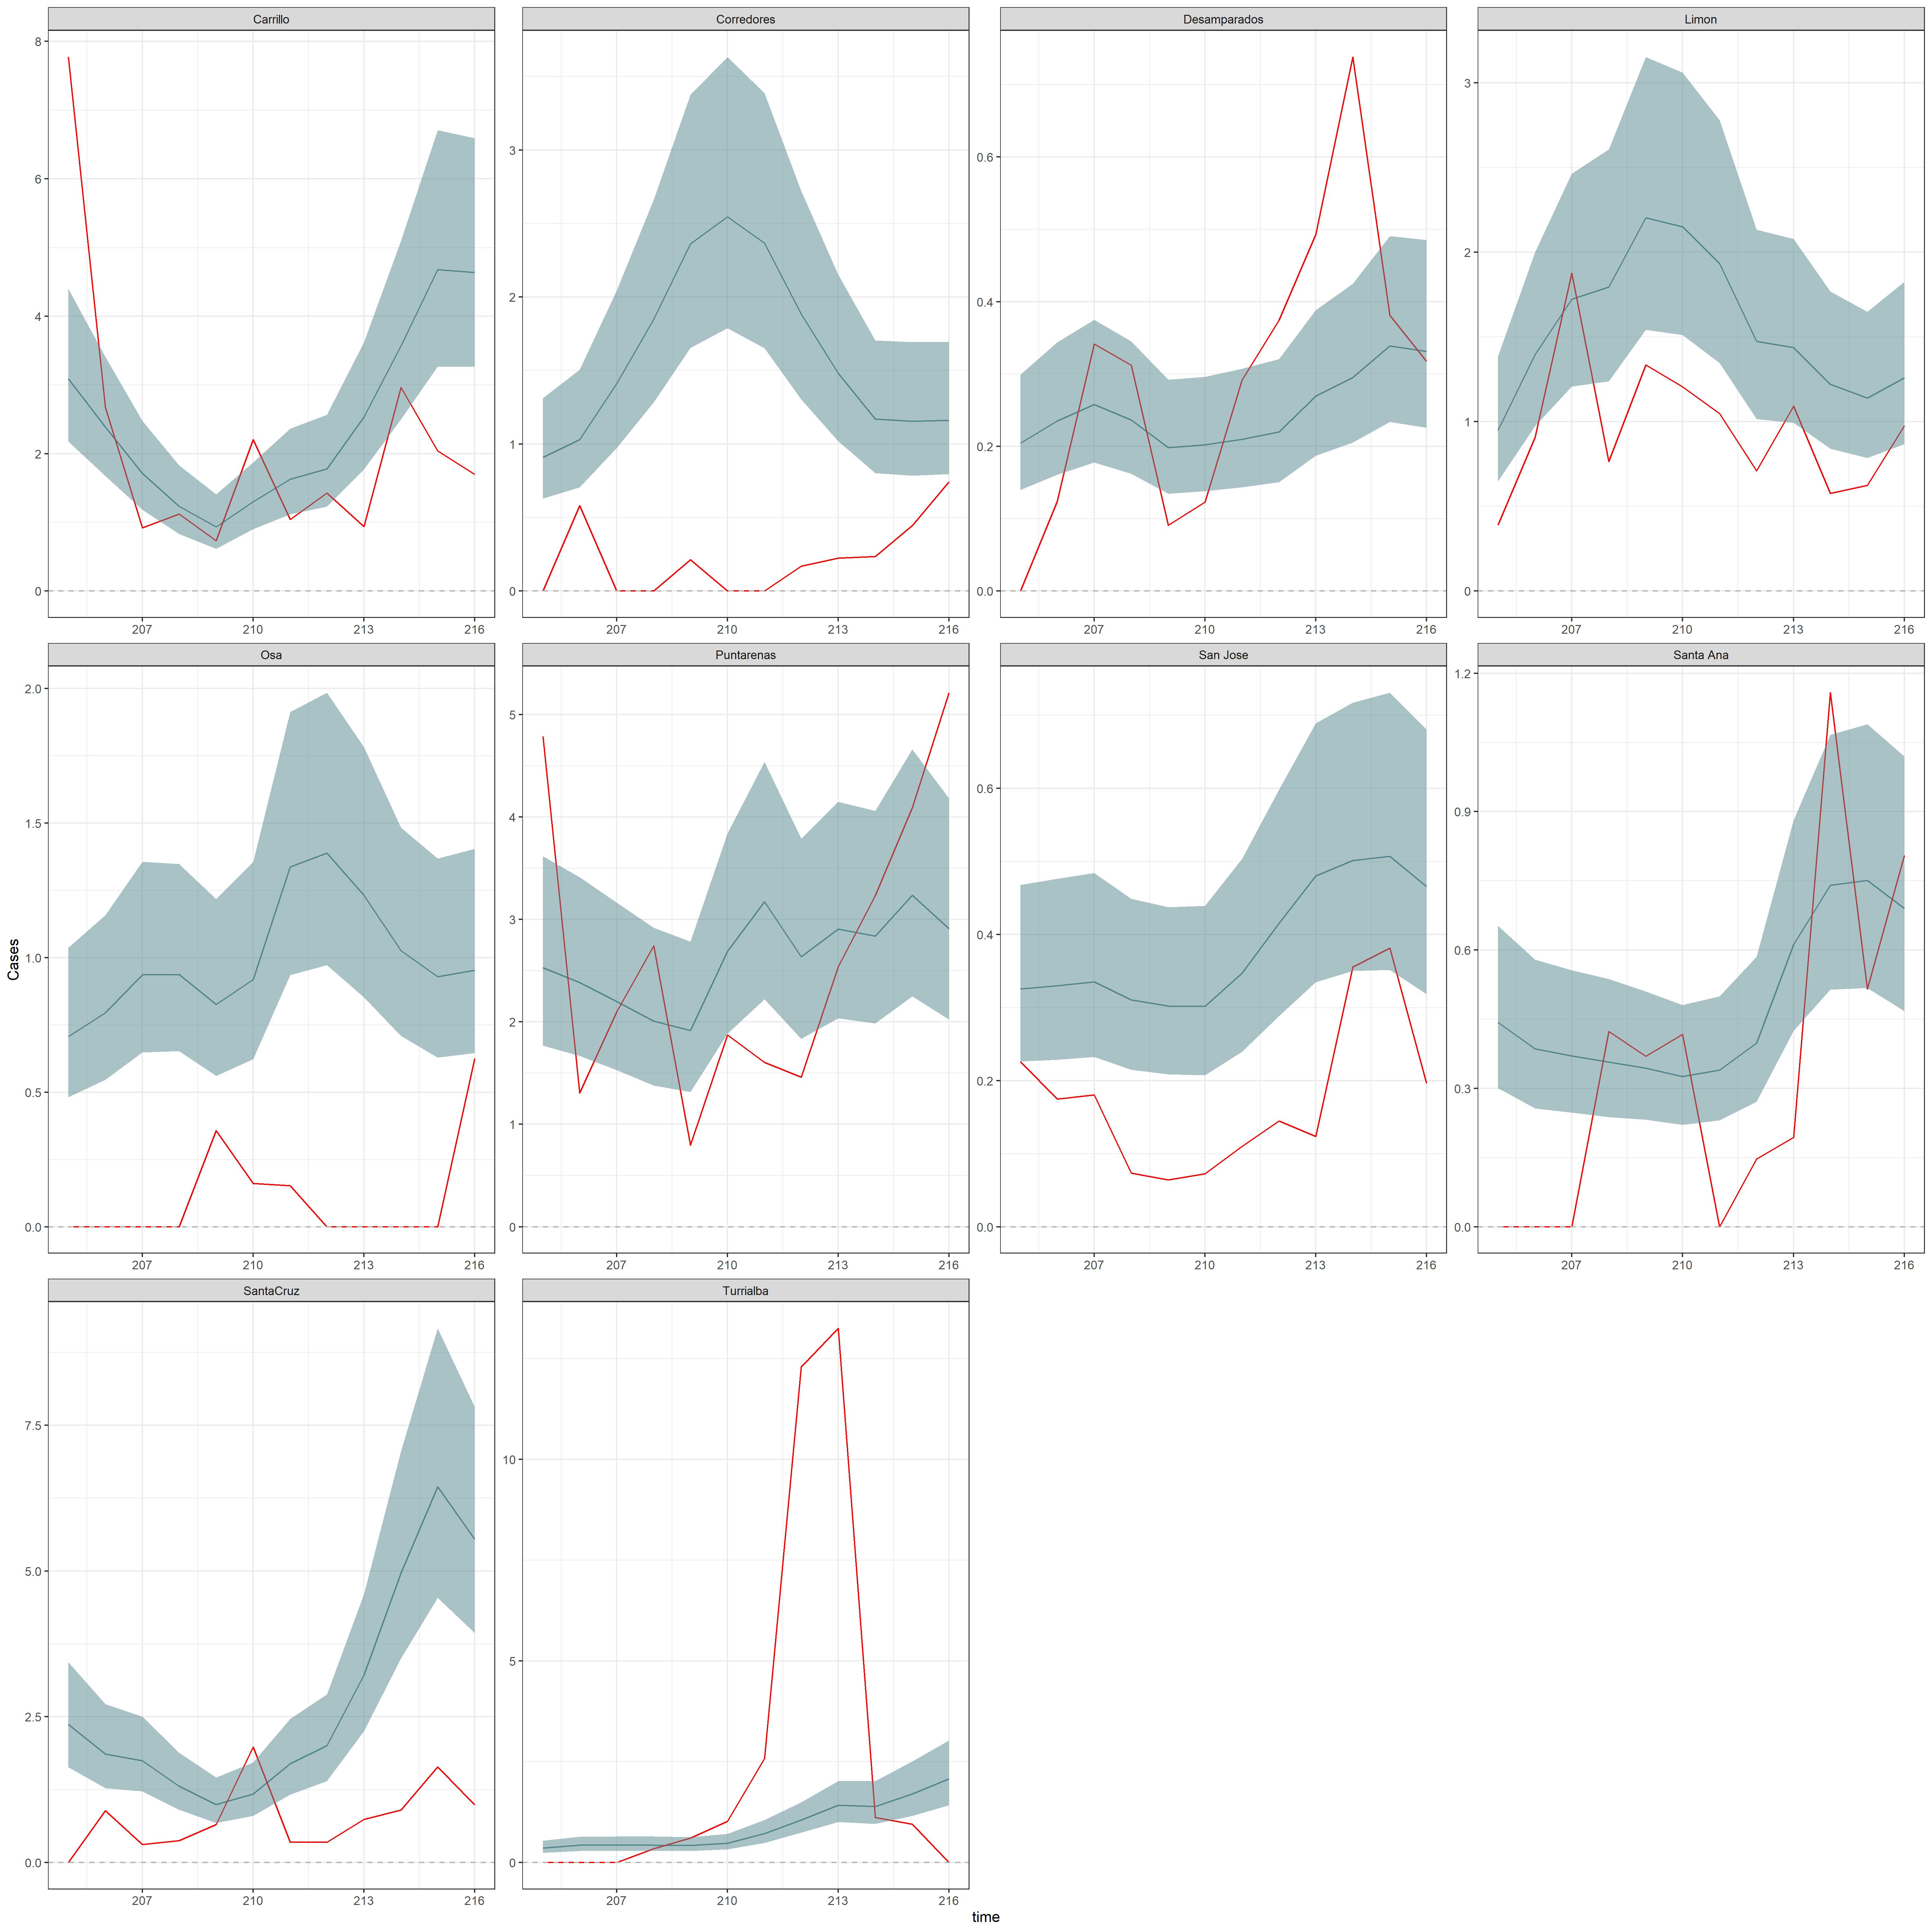 Carrillo
Corredores
Desamparados
Limon
8
6
4
2
0
3
2
1
0
0.6
0.4
0.2
0.0
3
2
1
0
207 210 213 216
207 210 213 216
207 210 213 216
207 210 213 216
Osa
Puntarenas
San Jose
Santa Ana
2.0
1.5
1.0
0.5
0.0
5
4
3
2
1
0
0.6
0.4
0.2
0.0
1.2
0.9
0.6
0.3
0.0
207 210 213 216
207 210 213 216
207 210 213 216
207 210 213 216
Cases
SantaCruz
Turrialba
7.5
5.0
2.5
0.0
10
5
0
207 210 213 216
207 210 213 216
time